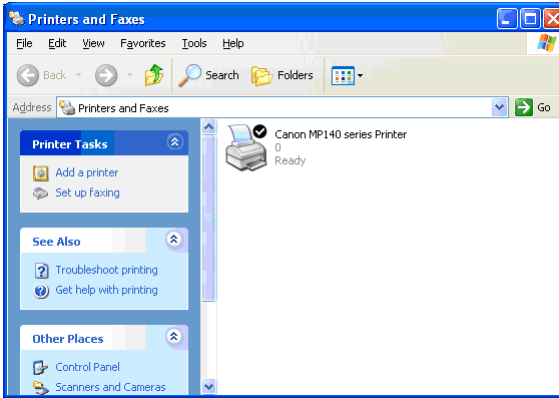 Printers and Faxes
File Edit View Favorites Tools Help
Back Search Folders
Address Printers and Faxes Go
Printer Tasks
Add a printer
Set up faxing
See Also
Troubleshoot printing
Get help with printing
Other Places
Control Panel
Scanners and Cameras
Canon MP140 series Printer
0
Ready